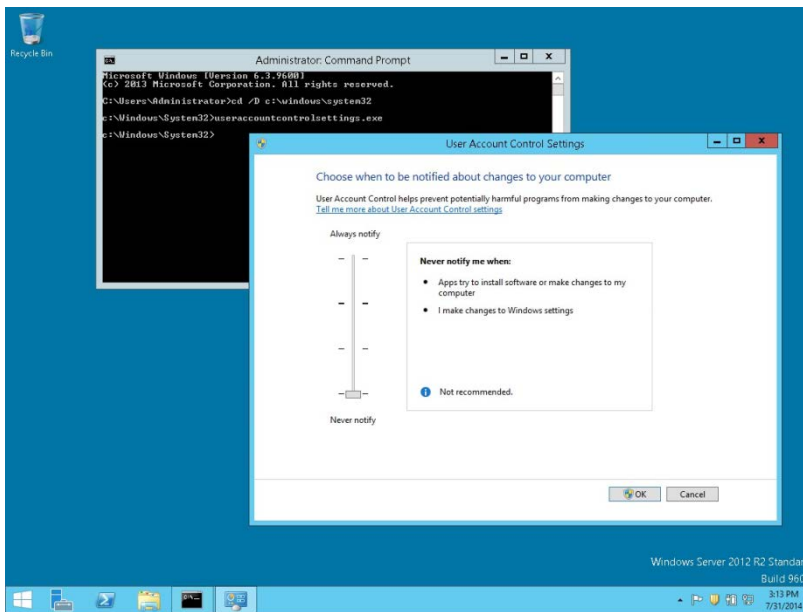 Recycle Bin
Administrator: Command Prompt
Microsoft Windows [Version 6.3.9600]
(c) 2013 Microsoft Corporation. All rights reserved.
C:\Users\Administrator>cd /D c:\windows\system32
c:\Windows\System32>useraccountcontrolsettings.exe
c:\Windows\System32>
User Account Control Settings
Choose when to be notified about changes to your computer
User Account Control helps prevent potentially harmful programs from making changes to your computer.
Tell me more about User Account Control settings
Always notify
Never notify me when:
Apps try to install software or make changes to my
computer
I make changes to Windows settings
Not recommended.
Never notify
OK
Cancel
Windows Server 2012 R2 Standar
Build 960
3:13 PM
7/31/2014